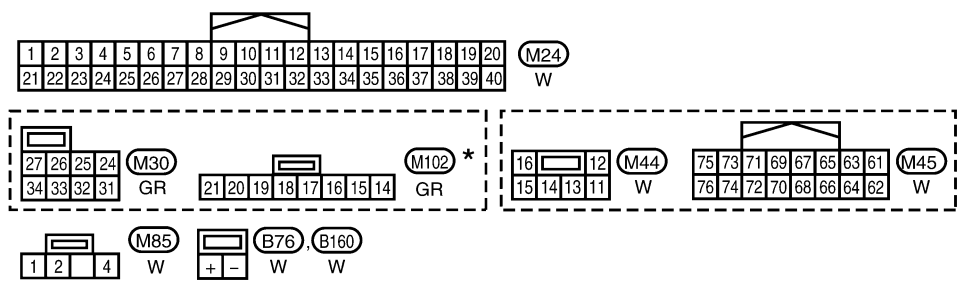 1 2 3 4 5 6 7 8 9 10 11 12 13 14 15 16 17 18 19 20 M24
21 22 23 24 25 26 27 28 29 30 31 32 33 34 35 36 37 38 39 40 W
27 26 25 24 M30
34 33 32 31 GR
M102 *
21 20 19 18 17 16 15 14 GR
16 12 M44
15 14 13 11 W
75 73 71 69 67 65 63 61 M45
76 74 72 70 68 66 64 62 W
M85
1 2 4 W
B76 , B160
+ − W W